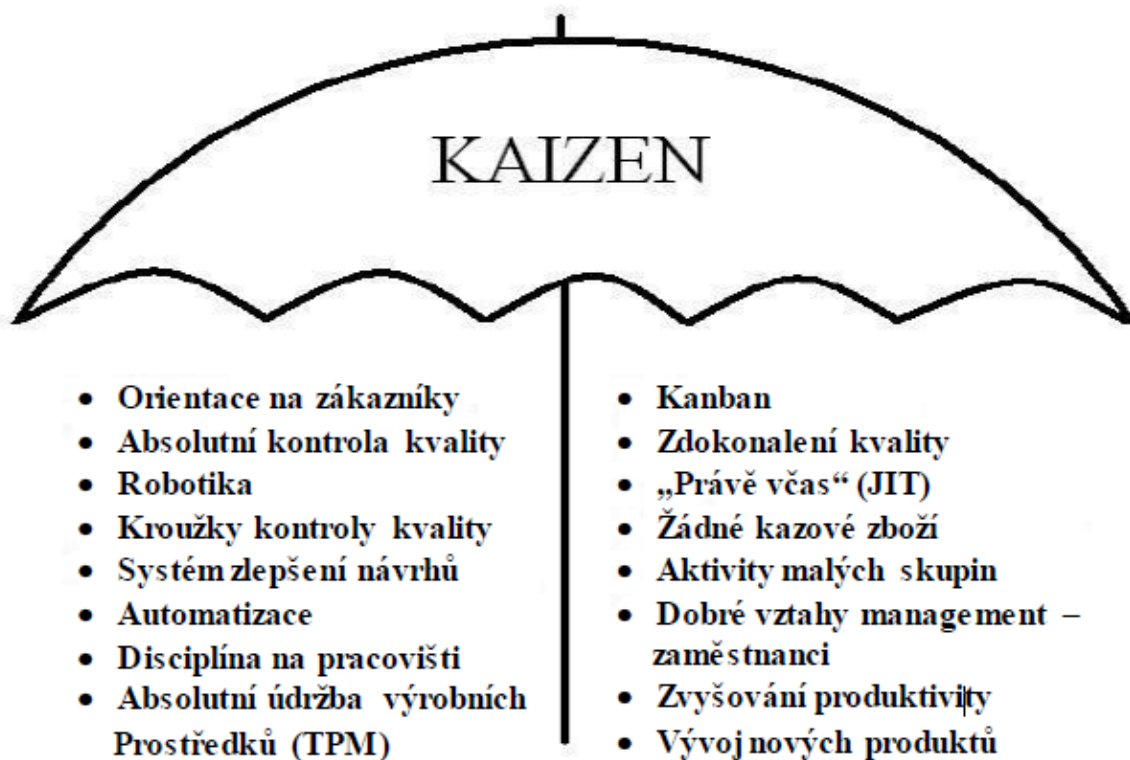 KAIZEN
• Orientace na zákazníky
• Absolutní kontrola kvality
• Robotika
• Kroužky kontroly kvality
• Systém zlepšení návrhů
• Automatizace
• Disciplína na pracovišti
• Absolutní údržba výrobních
Prostředků (TPM)
• Kanban
• Zdokonalení kvality
• „Právě včas“ (JIT)
• Žádné kazové zboží
• Aktivity malých skupin
• Dobré vztahy management –
zaměstnanci
• Zvyšování produktivity
• Vývoj nových produktů